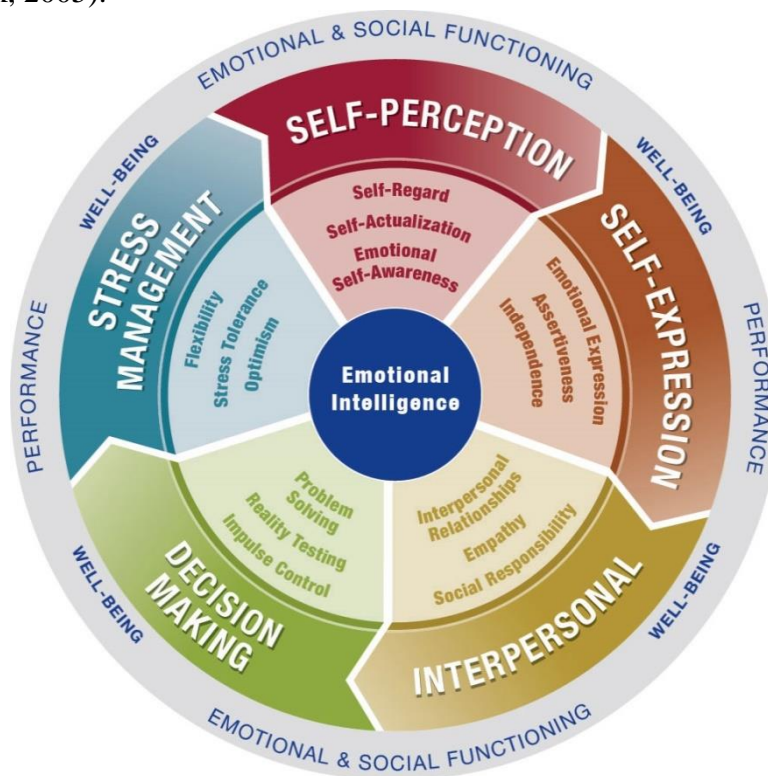 , 2003).
EMOTIONAL & SOCIAL FUNCTIONING
WELL-BEING
WELL-BEING
PERFORMANCE
PERFORMANCE
WELL-BEING
WELL-BEING
EMOTIONAL & SOCIAL FUNCTIONING
SELF-PERCEPTION
Self-Regard
Self-Actualization
Emotional
Self-Awareness
SELF-EXPRESSION
Emotional Expression
Assertiveness
Independence
INTERPERSONAL
Interpersonal
Relationships
Empathy
Social Responsibility
DECISION
MAKING
Problem
Solving
Reality Testing
Impulse Control
STRESS
MANAGEMENT
Flexibility
Stress Tolerance
Optimism
Emotional
Intelligence